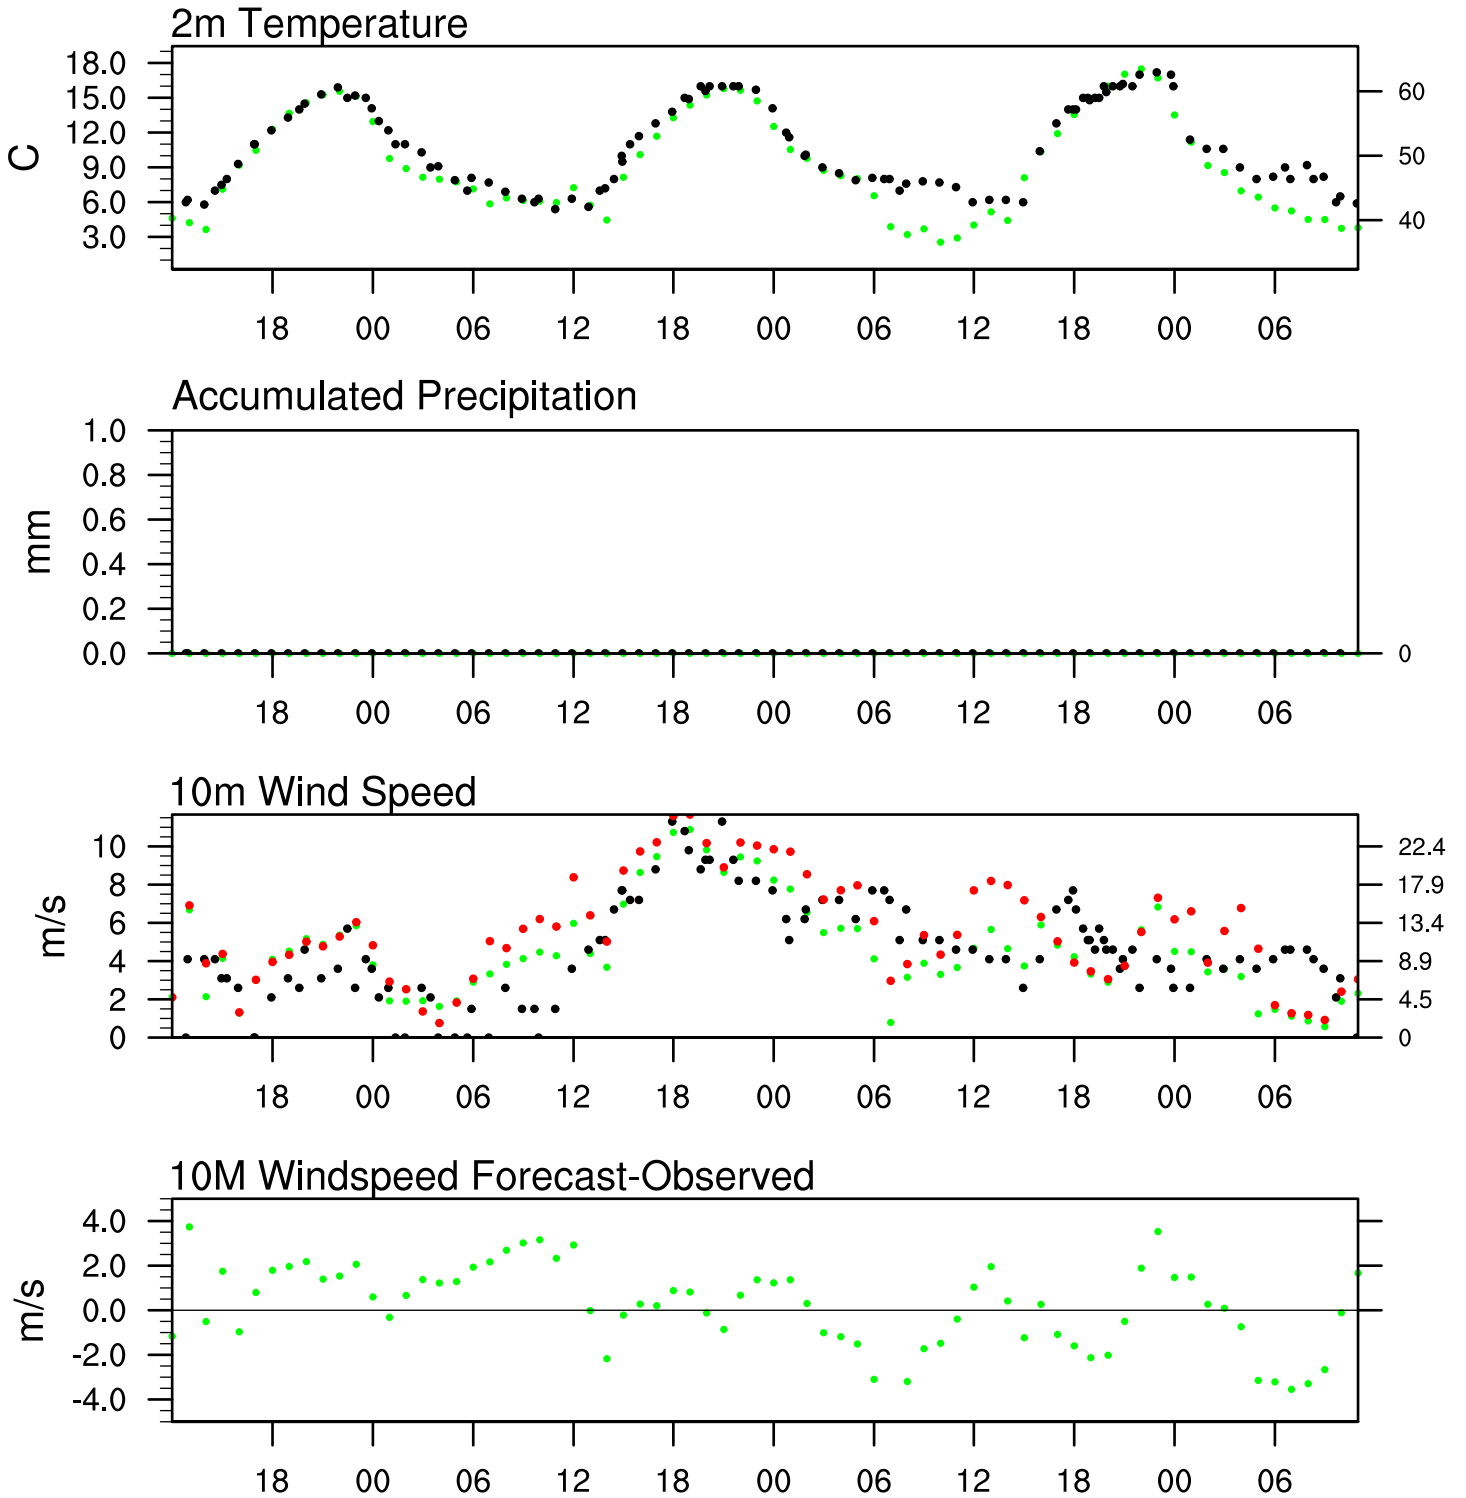 2m Temperature
18.0
15.0
12.0
9.0
6.0
3.0
C
60
50
40
18 00 06 12 18 00 06 12 18 00 06
Accumulated Precipitation
1.0
0.8
0.6
0.4
0.2
0.0
mm
0
18 00 06 12 18 00 06 12 18 00 06
10m Wind Speed
10
8
6
4
2
0
m/s
22.4
17.9
13.4
8.9
4.5
0
18 00 06 12 18 00 06 12 18 00 06
10M Windspeed Forecast-Observed
4.0
2.0
0.0
-2.0
-4.0
m/s
18 00 06 12 18 00 06 12 18 00 06